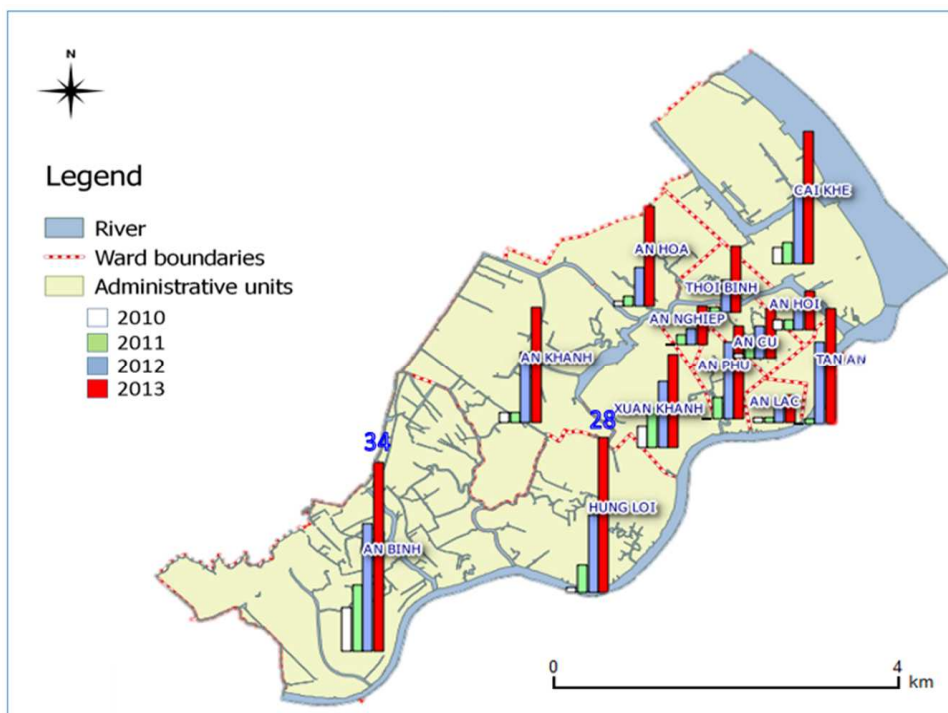 N
Legend
River
Ward boundaries
Administrative units
2010
2011
2012
2013
CAI KHE
AN HOA
THOI BINH
AN HOI
AN NGHIEP
AN CU
AN KHANH
AN PHU
TAN AN
AN LAC
XUAN KHANH
28
34
HUNG LOI
AN BINH
0
4
km